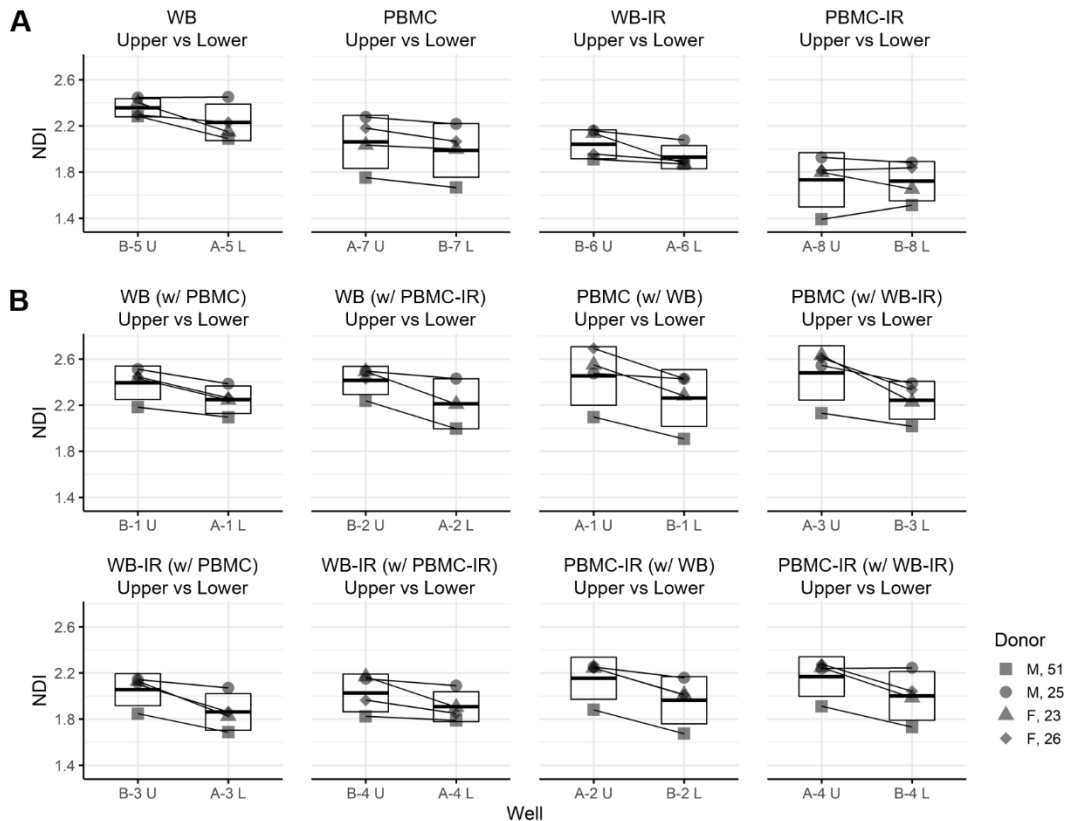 A
WB
Upper vs Lower
PBMC
Upper vs Lower
WB-IR
Upper vs Lower
PBMC-IR
Upper vs Lower
NDI
2.6
2.2
1.8
1.4
B-5 U A-5 L
A-7 U B-7 L
B-6 U A-6 L
A-8 U B-8 L
B
WB (w/ PBMC)
Upper vs Lower
WB (w/ PBMC-IR)
Upper vs Lower
PBMC (w/ WB)
Upper vs Lower
PBMC (w/ WB-IR)
Upper vs Lower
NDI
2.6
2.2
1.8
1.4
B-1 U A-1 L
B-2 U A-2 L
A-1 U B-1 L
A-3 U B-3 L
WB-IR (w/ PBMC)
Upper vs Lower
WB-IR (w/ PBMC-IR)
Upper vs Lower
PBMC-IR (w/ WB)
Upper vs Lower
PBMC-IR (w/ WB-IR)
Upper vs Lower
NDI
2.6
2.2
1.8
1.4
B-3 U A-3 L
B-4 U A-4 L
A-2 U B-2 L
A-4 U B-4 L
Well
Donor
M, 51
M, 25
F, 23
F, 26